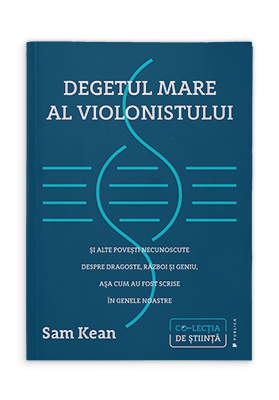 DEGETUL MARE
AL VIOLONISTULUI
ȘI ALTE POVEȘTI NECUNOSCUTE
DESPRE DRAGOSTE, RĂZBOI ȘI GENIU,
AȘA CUM AU FOST SCRISE
ÎN GENELE NOASTRE
Sam Kean
CO-LECȚIA
DE ȘTIINȚĂ
PUBLICA